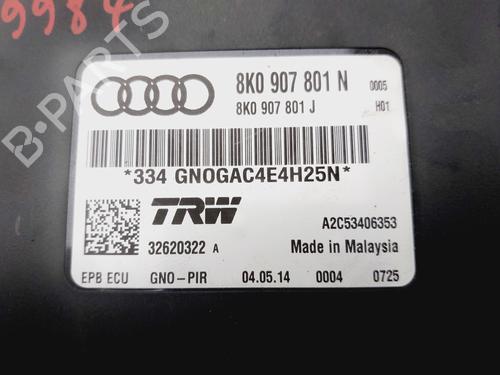 9984
B-PARTS
8K0 907 801 N 0005
8K0 907 801 J H01
*334 GNOGAC4E4H25N*
TRW
A2C53406353
32620322 A Made in Malaysia
EPB ECU GNO-PIR 04.05.14 0004 0725